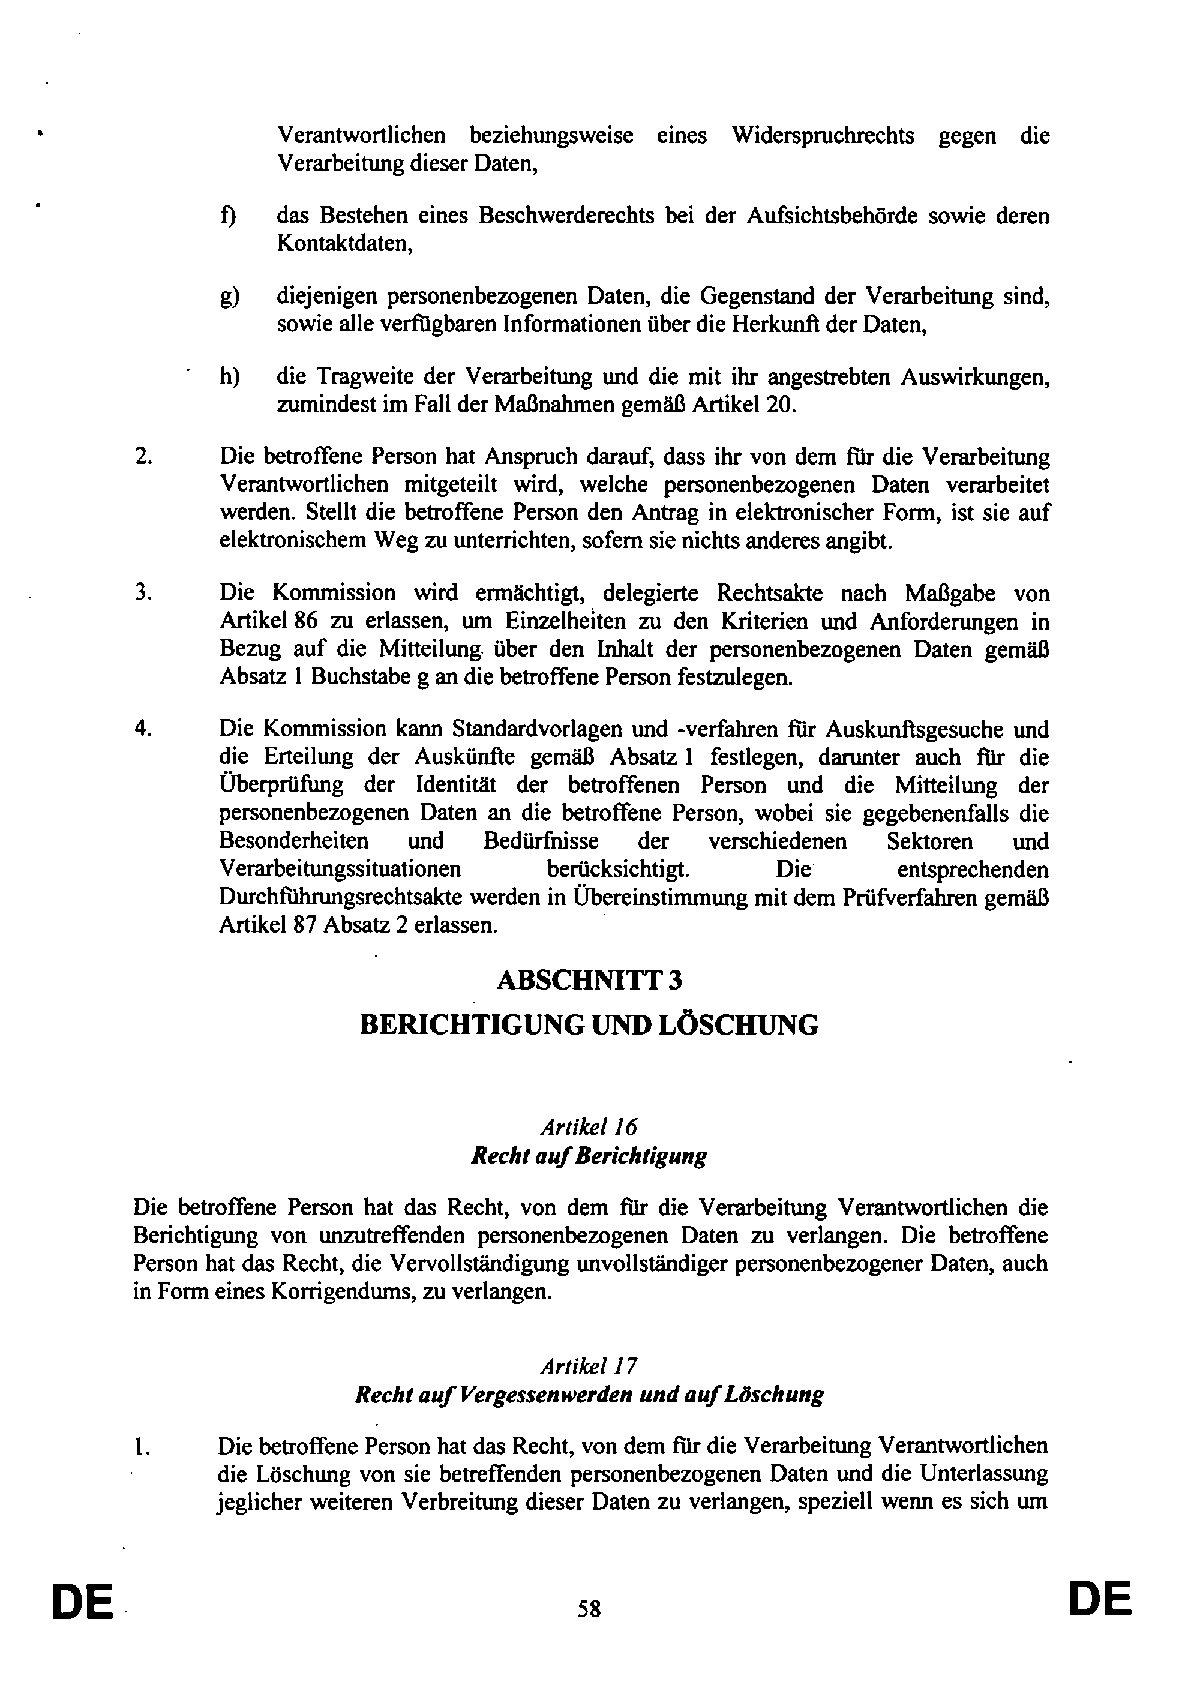 Verantwortlichen beziehungsweise eines Widerspruchrechts gegen die
Verarbeitung dieser Daten,
f) das Bestehen eines Beschwerderechts bei der Aufsichtsbehörde sowie deren
Kontaktdaten,
g) diejenigen personenbezogenen Daten, die Gegenstand der Verarbeitung sind,
sowie alle verfügbaren Informationen über die Herkunft der Daten,
h) die Tragweite der Verarbeitung und die mit ihr angestrebten Auswirkungen,
zumindest im Fall der Maßnahmen gemäß Artikel 20.
2. Die betroffene Person hat Anspruch darauf, dass ihr von dem für die Verarbeitung
Verantwortlichen mitgeteilt wird, welche personenbezogenen Daten verarbeitet
werden. Stellt die betroffene Person den Antrag in elektronischer Form, ist sie auf
elektronischem Weg zu unterrichten, sofern sie nichts anderes angibt.
3. Die Kommission wird ermächtigt, delegierte Rechtsakte nach Maßgabe von
Artikel 86 zu erlassen, um Einzelheiten zu den Kriterien und Anforderungen in
Bezug auf die Mitteilung über den Inhalt der personenbezogenen Daten gemäß
Absatz 1 Buchstabe g an die betroffene Person festzulegen.
4. Die Kommission kann Standardvorlagen und -verfahren für Auskunftsgesuche und
die Erteilung der Auskünfte gemäß Absatz 1 festlegen, darunter auch für die
Überprüfung der Identität der betroffenen Person und die Mitteilung der
personenbezogenen Daten an die betroffene Person, wobei sie gegebenenfalls die
Besonderheiten und Bedürfnisse der verschiedenen Sektoren und
Verarbeitungssituationen berücksichtigt. Die entsprechenden
Durchführungsrechtsakte werden in Übereinstimmung mit dem Prüfverfahren gemäß
Artikel 87 Absatz 2 erlassen.
ABSCHNITT 3
BERICHTIGUNG UND LÖSCHUNG
Artikel 16
Recht auf Berichtigung
Die betroffene Person hat das Recht, von dem für die Verarbeitung Verantwortlichen die
Berichtigung von unzutreffenden personenbezogenen Daten zu verlangen. Die betroffene
Person hat das Recht, die Vervollständigung unvollständiger personenbezogener Daten, auch
in Form eines Korrigendums, zu verlangen.
Artikel 17
Recht auf Vergessenwerden und auf Löschung
1. Die betroffene Person hat das Recht, von dem für die Verarbeitung Verantwortlichen
die Löschung von sie betreffenden personenbezogenen Daten und die Unterlassung
jeglicher weiteren Verbreitung dieser Daten zu verlangen, speziell wenn es sich um
DE 58 DE